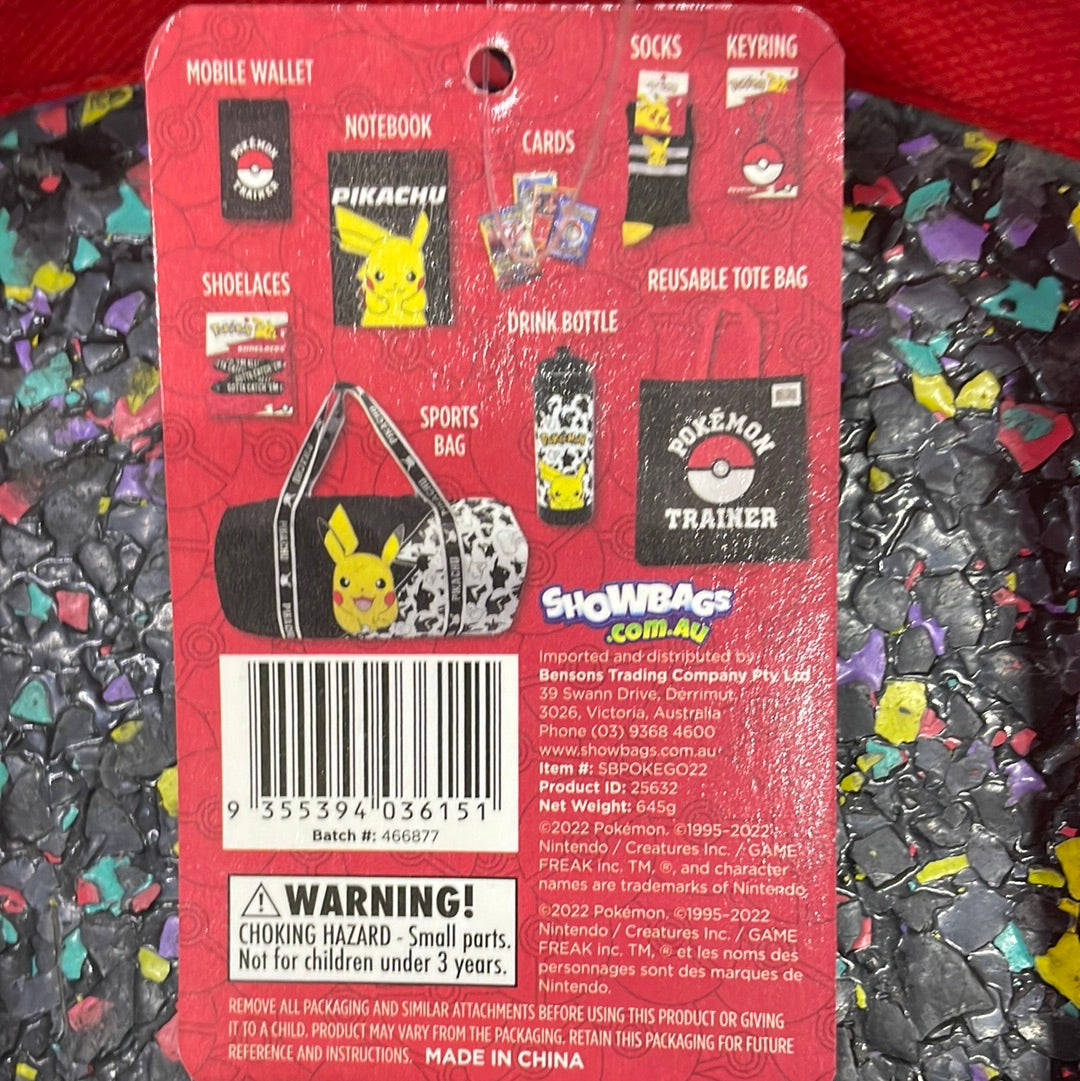 MOBILE WALLET
NOTEBOOK
CARDS
SOCKS
KEYRING
POKÉMON
TRAINER
PIKACHU
SHOELACES
REUSABLE TOTE BAG
DRINK BOTTLE
Pokémon
SHOELACES
SPORTS
BAG
POKÉMON
TRAINER
PIKACHU
PIKACHU
SHOWBAGS
.com.au
Imported and distributed by:
Bensons Trading Company Pty Ltd
39 Swann Drive, Derrimut,
3026, Victoria, Australia
Phone (03) 9368 4600
www.showbags.com.au
Item #: SBPOKEGO22
Product ID: 25632
Net Weight: 645g
9 355394 036151
Batch #: 466877
©2022 Pokémon. ©1995-2022
Nintendo / Creatures Inc. / GAME
FREAK inc. TM, ®, and character
names are trademarks of Nintendo.
©2022 Pokémon. ©1995-2022
Nintendo / Creatures Inc. / GAME
FREAK inc. TM, ® et les noms des
personnages sont des marques de
Nintendo.
WARNING!
CHOKING HAZARD - Small parts.
Not for children under 3 years.
REMOVE ALL PACKAGING AND SIMILAR ATTACHMENTS BEFORE USING THIS PRODUCT OR GIVING
IT TO A CHILD. PRODUCT MAY VARY FROM THE PACKAGING. RETAIN THIS PACKAGING FOR FUTURE
REFERENCE AND INSTRUCTIONS. MADE IN CHINA